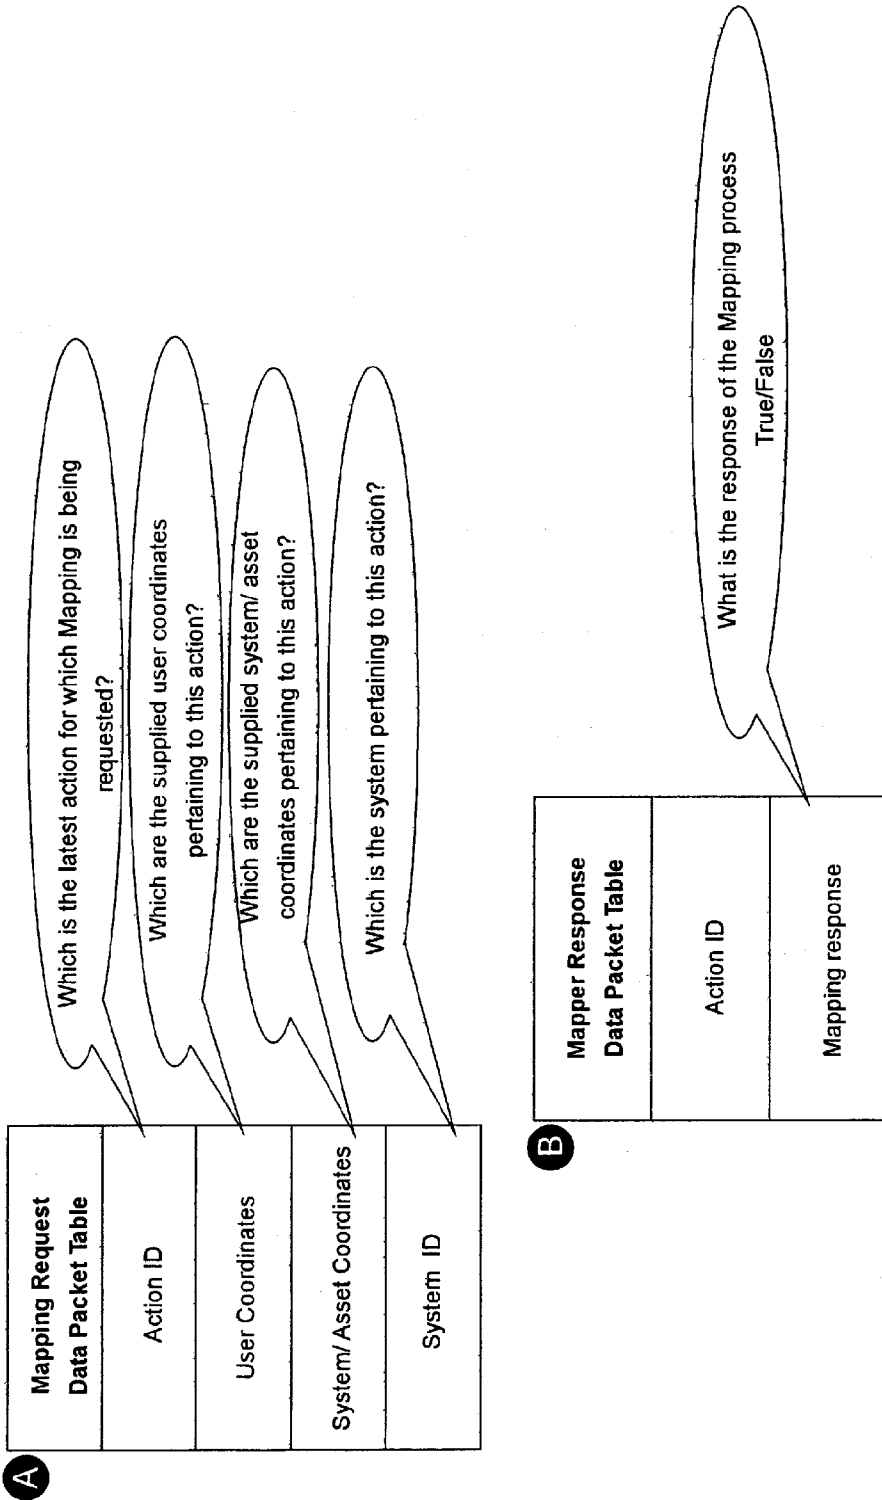 A
Mapping Request
Data Packet Table
Action ID
User Coordinates
System/ Asset Coordinates
System ID
Which is the latest action for which Mapping is being
requested?
Which are the supplied user coordinates
pertaining to this action?
Which are the supplied system/ asset
coordinates pertaining to this action?
Which is the system pertaining to this action?
B
Mapper Response
Data Packet Table
Action ID
Mapping response
What is the response of the Mapping process
True/False